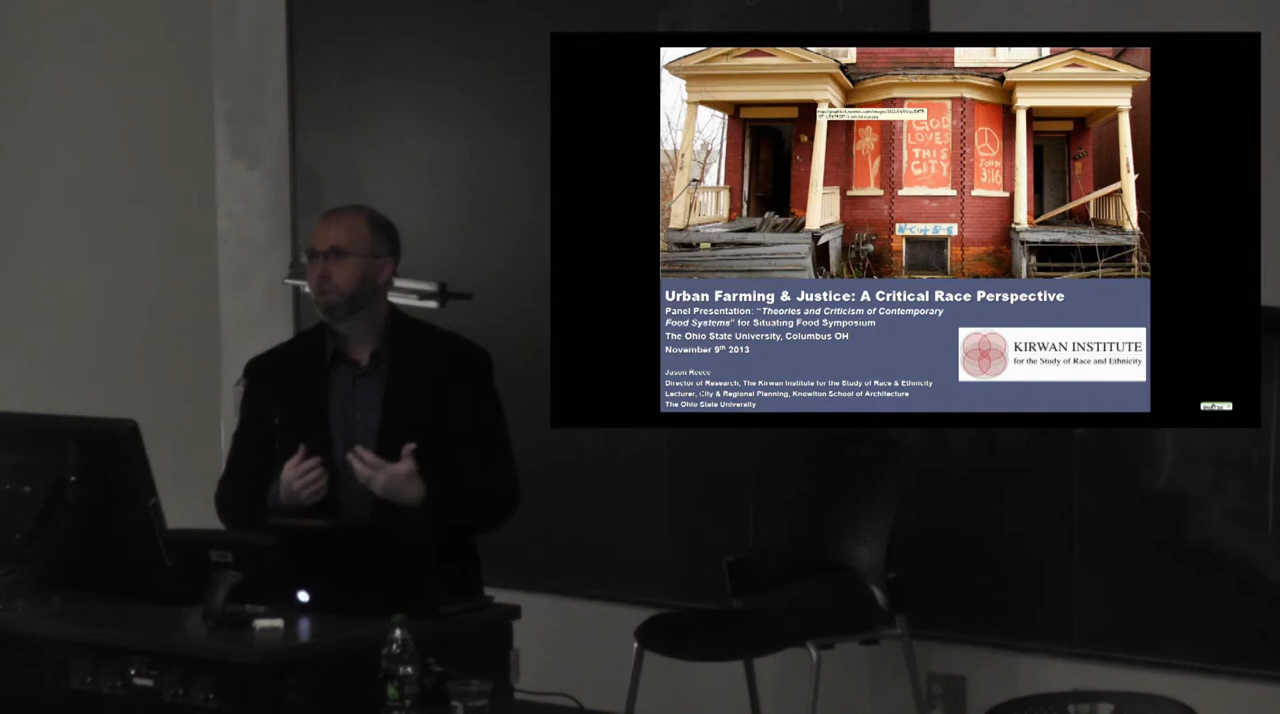 GOD
LOVES
THIS
CITY
JOHN
3:16
Urban Farming & Justice: A Critical Race Perspective
Panel Presentation: “Theories and Criticism of Contemporary
Food Systems” for Situating Food Symposium
The Ohio State University, Columbus OH
November 9th 2013
KIRWAN INSTITUTE
for the Study of Race and Ethnicity
Jason Reece
Director of Research, The Kirwan Institute for the Study of Race & Ethnicity
Lecturer, City & Regional Planning, Knowlton School of Architecture
The Ohio State University